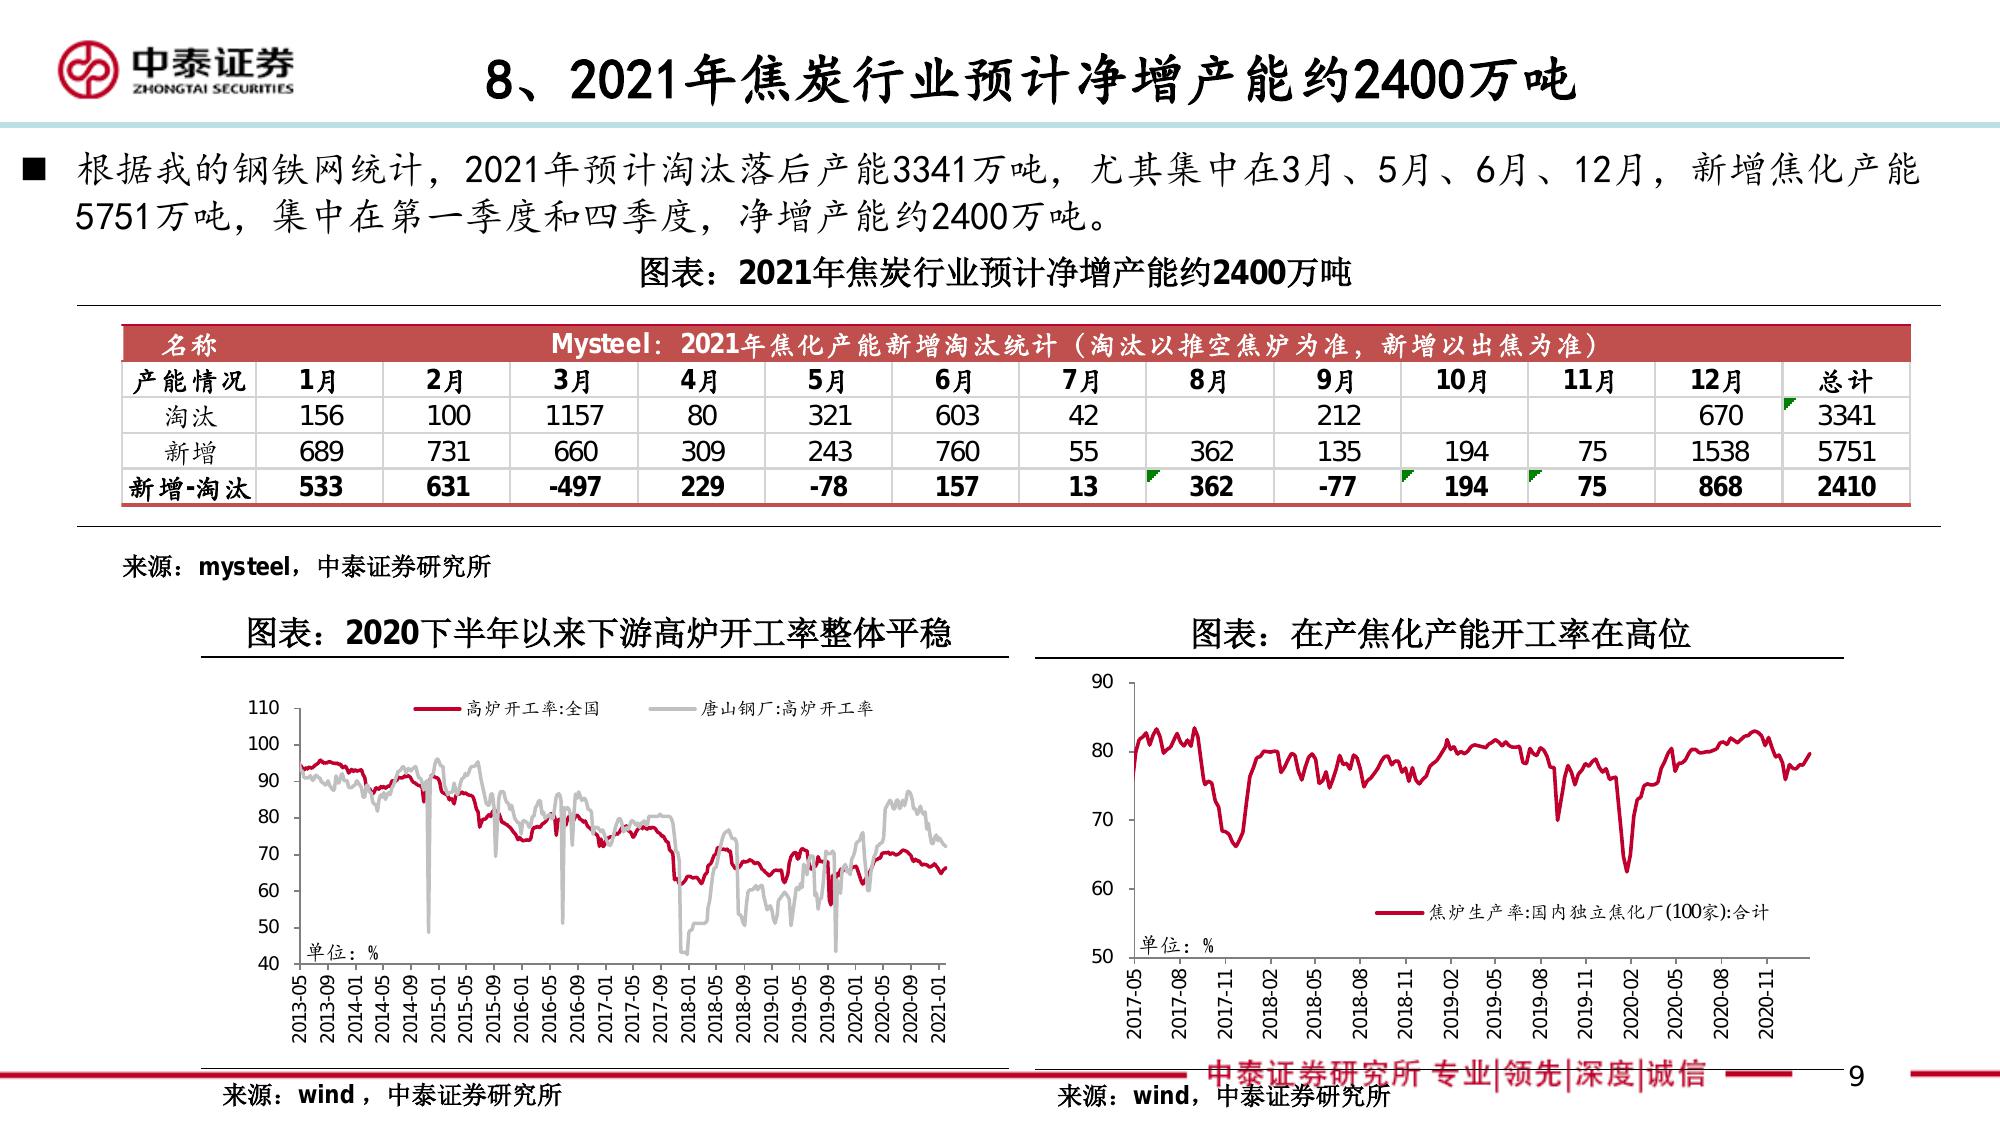 中泰证券
ZHONGTAI SECURITIES
8、2021年焦炭行业预计净增产能约2400万吨
■ 根据我的钢铁网统计，2021年预计淘汰落后产能3341万吨，尤其集中在3月、5月、6月、12月，新增焦化产能
5751万吨，集中在第一季度和四季度，净增产能约2400万吨。
图表：2021年焦炭行业预计净增产能约2400万吨
名称 Mysteel：2021年焦化产能新增淘汰统计（淘汰以推空焦炉为准，新增以出焦为准）
产能情况 1月 2月 3月 4月 5月 6月 7月 8月 9月 10月 11月 12月 总计
淘汰 156 100 1157 80 321 603 42 212 670 3341
新增 689 731 660 309 243 760 55 362 135 194 75 1538 5751
新增-淘汰 533 631 -497 229 -78 157 13 362 -77 194 75 868 2410
来源：mysteel，中泰证券研究所
图表：2020下半年以来下游高炉开工率整体平稳
高炉开工率:全国 唐山钢厂:高炉开工率
110
100
90
80
70
60
50
40
单位：%
2013-05 2013-09 2014-01 2014-05 2014-09 2015-01 2015-05 2015-09 2016-01 2016-05 2016-09 2017-01 2017-05 2017-09 2018-01 2018-05 2018-09 2019-01 2019-05 2019-09 2020-01 2020-05 2020-09 2021-01
来源：wind ，中泰证券研究所
图表：在产焦化产能开工率在高位
90
80
70
60
50
焦炉生产率:国内独立焦化厂(100家):合计
单位：%
2017-05 2017-08 2017-11 2018-02 2018-05 2018-08 2018-11 2019-02 2019-05 2019-08 2019-11 2020-02 2020-05 2020-08 2020-11
来源：wind，中泰证券研究所
中泰证券研究所 专业|领先|深度|诚信
9